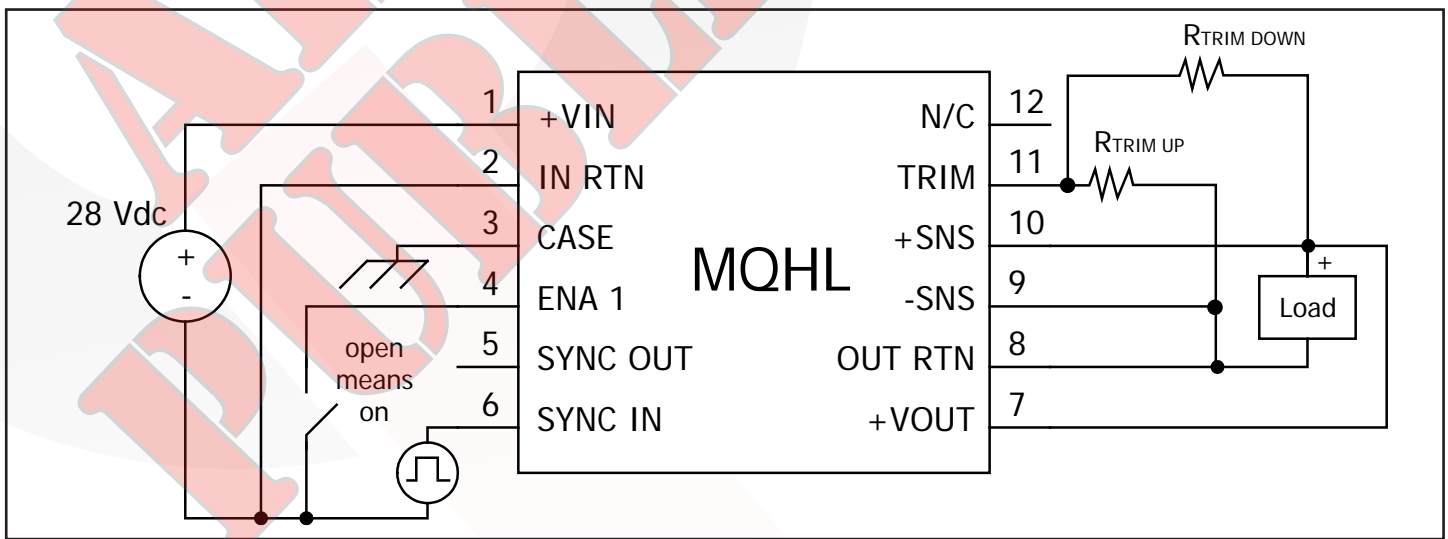 RTRIM DOWN
RTRIM UP
28 Vdc
+
-
1
+VIN
2
IN RTN
3
CASE
4
ENA 1
5
SYNC OUT
6
SYNC IN
open
means
on
MQHL
N/C
12
TRIM
11
+SNS
10
-SNS
9
OUT RTN
8
+VOUT
7
+
Load